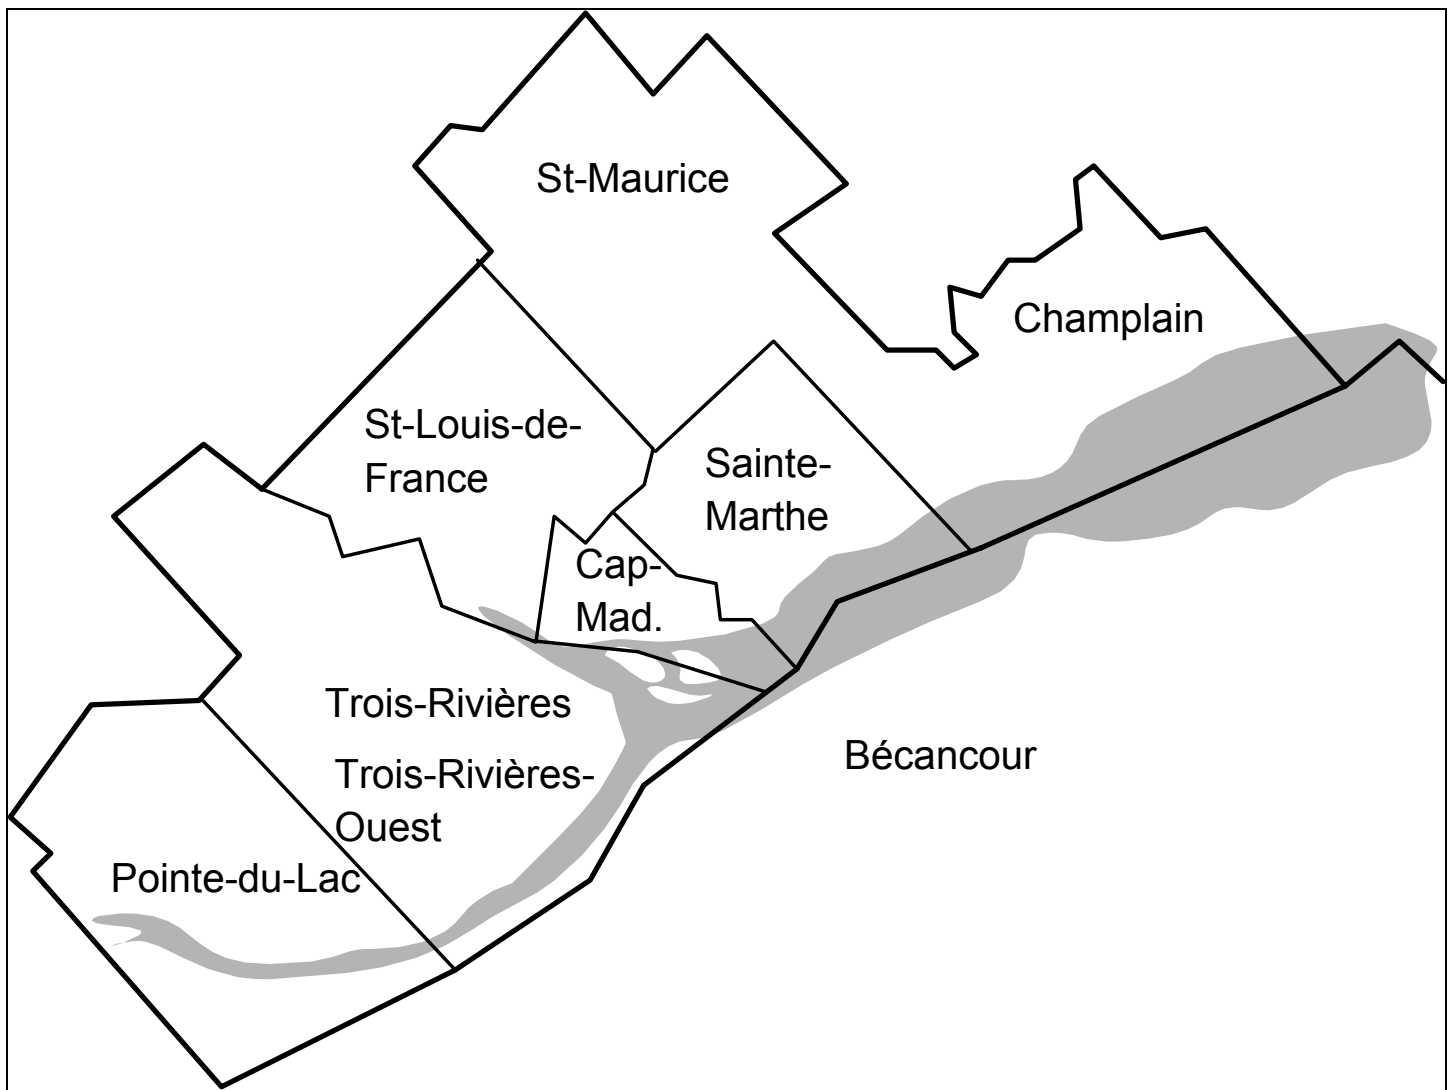 St-Maurice
Champlain
St-Louis-de-
France
Sainte-
Marthe
Cap-
Mad.
Trois-Rivières
Bécancour
Trois-Rivières-
Ouest
Pointe-du-Lac